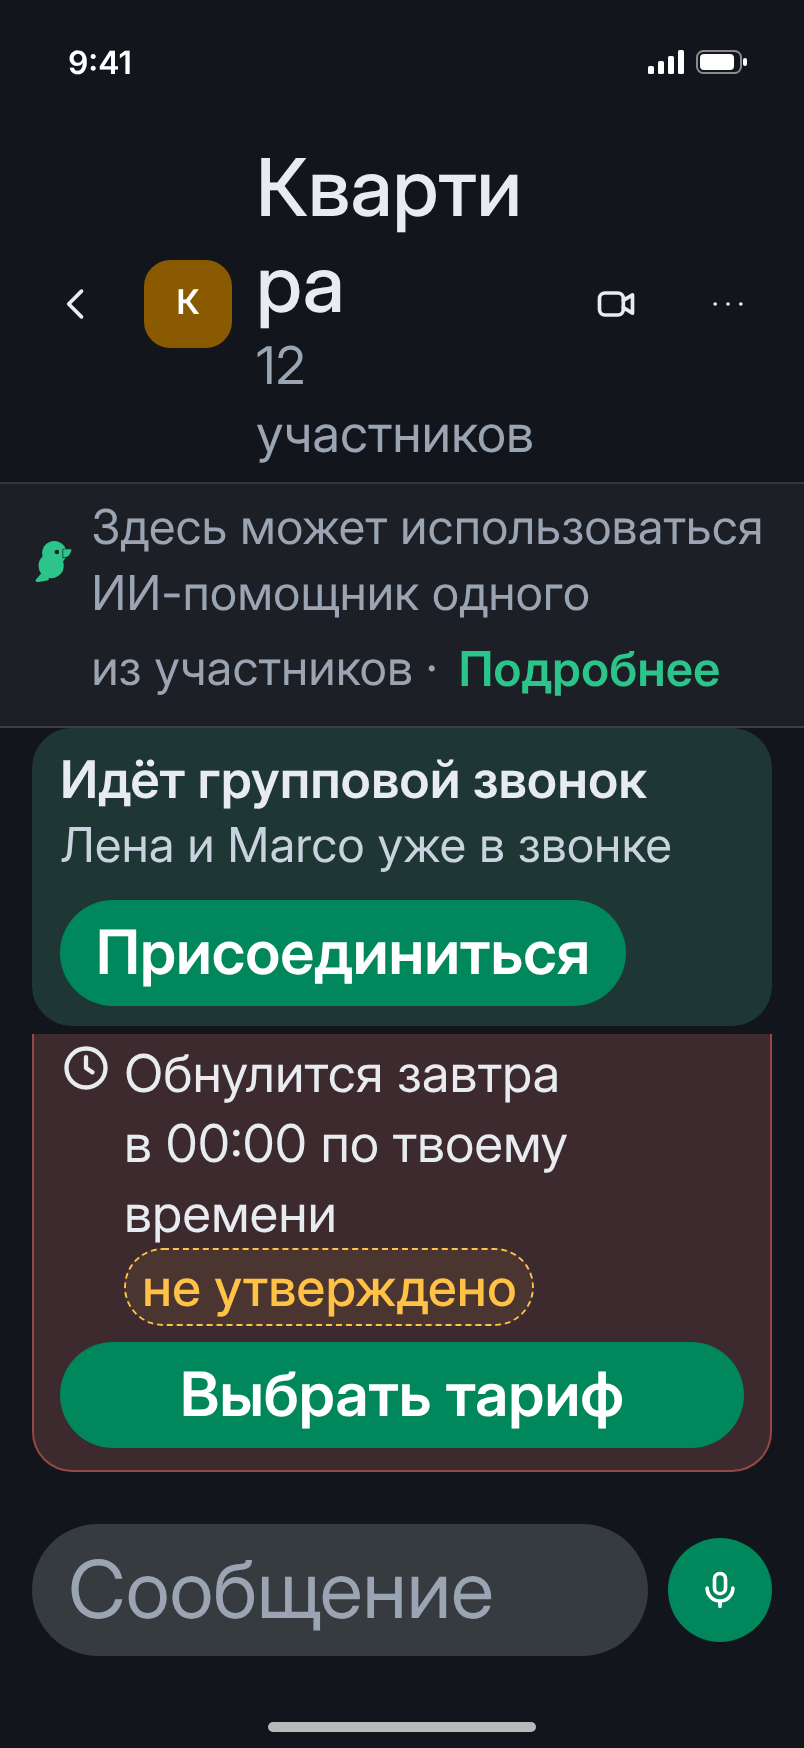 9:41
Кварти
ра
К
12
участников
Здесь может использоваться
ИИ-помощник одного
из участников · Подробнее
Идёт групповой звонок
Лена и Marco уже в звонке
Присоединиться
Обнулится завтра
в 00:00 по твоему
времени
не утверждено
Выбрать тариф
Сообщение